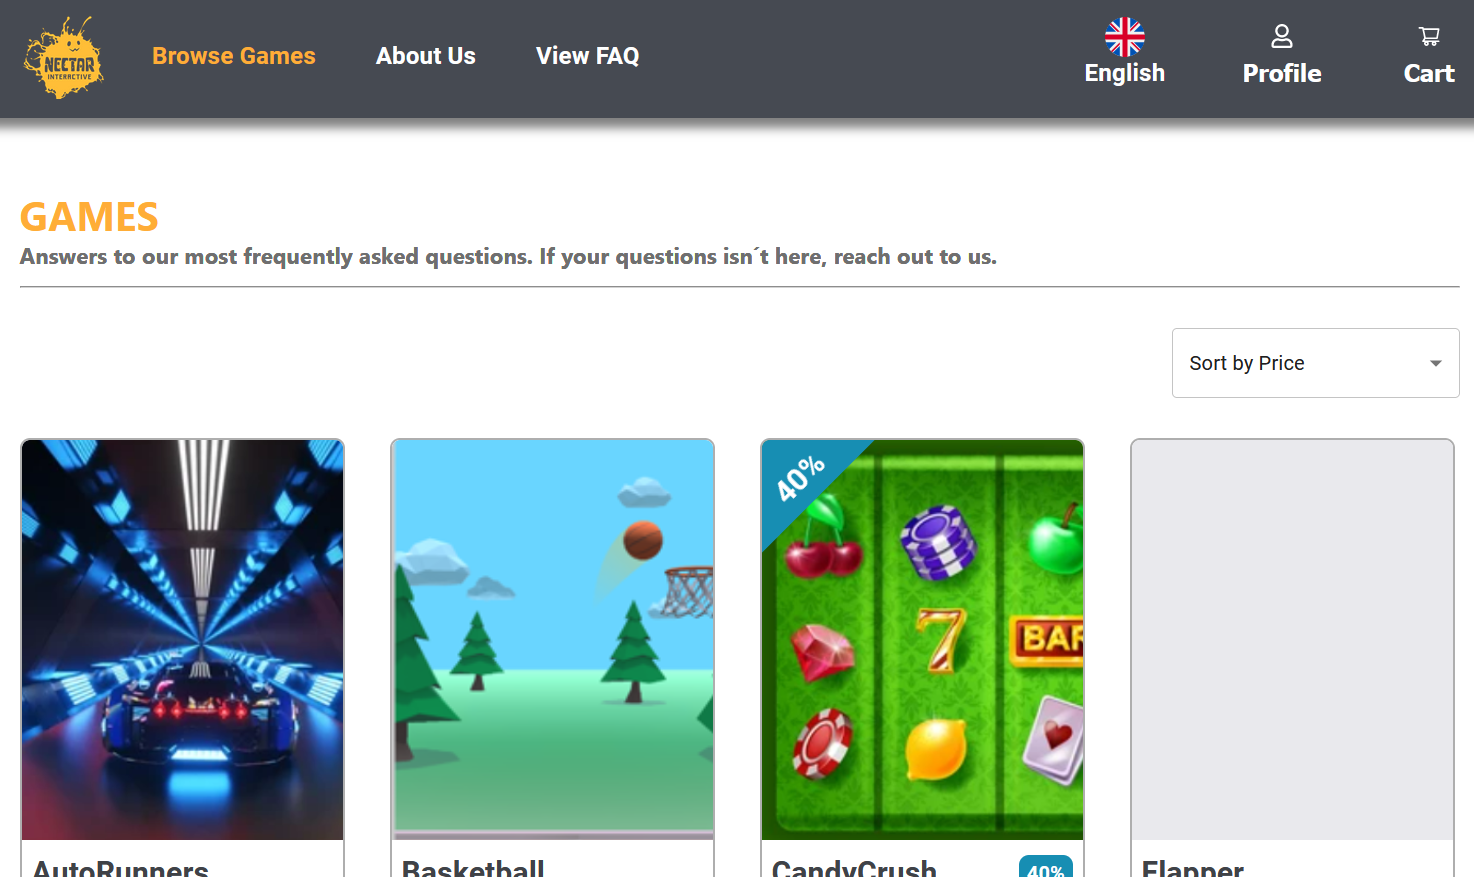 NECTAR
INTERACTIVE
Browse Games
About Us
View FAQ
English
Profile
Cart
GAMES
Answers to our most frequently asked questions. If your questions isn´t here, reach out to us.
Sort by Price
40%
7
BAR
AutoRunners
Basketball
CandyCrush
40%
Flapper